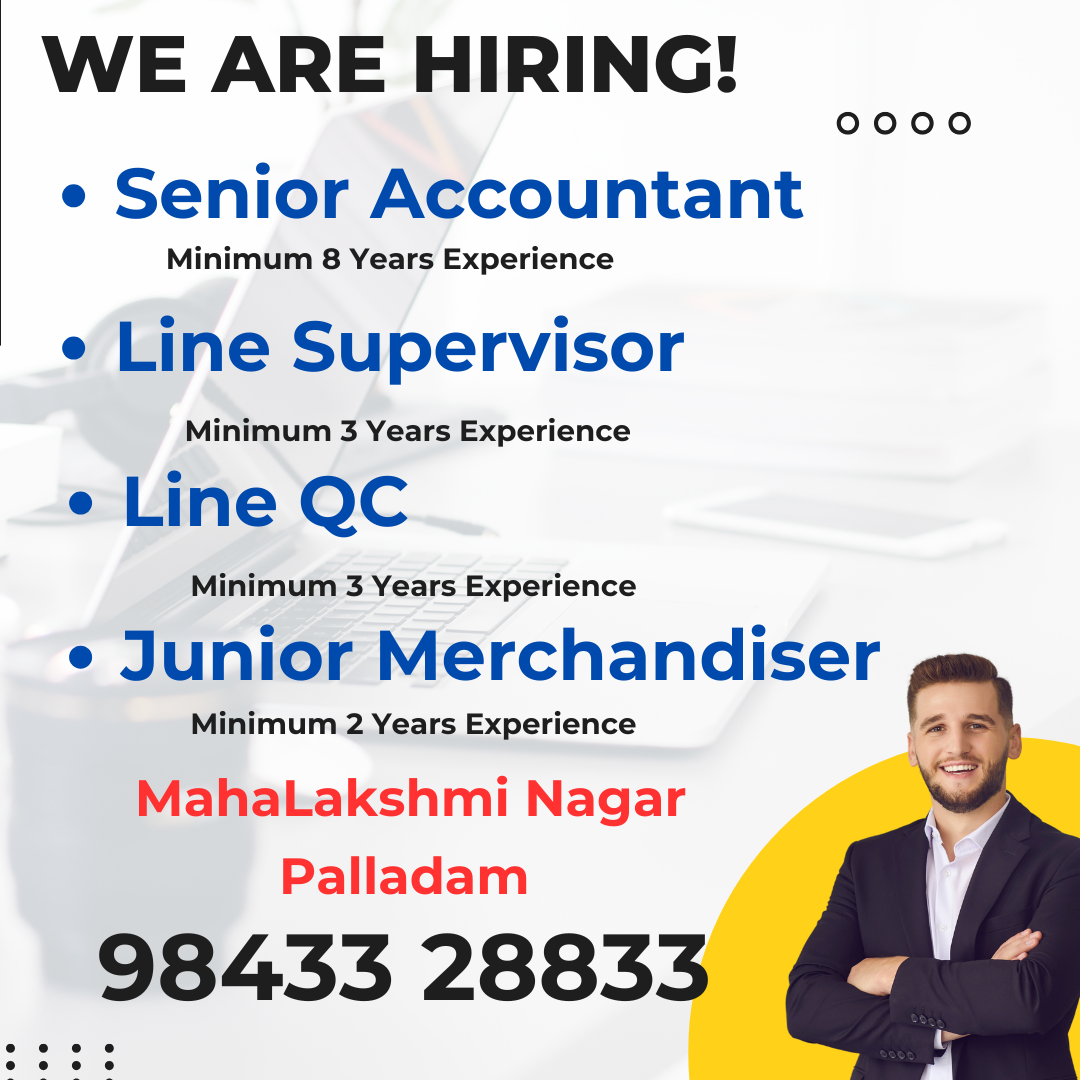 WE ARE HIRING!
• Senior Accountant
Minimum 8 Years Experience
• Line Supervisor
Minimum 3 Years Experience
• Line QC
Minimum 3 Years Experience
• Junior Merchandiser
Minimum 2 Years Experience
MahaLakshmi Nagar
Palladam
98433 28833